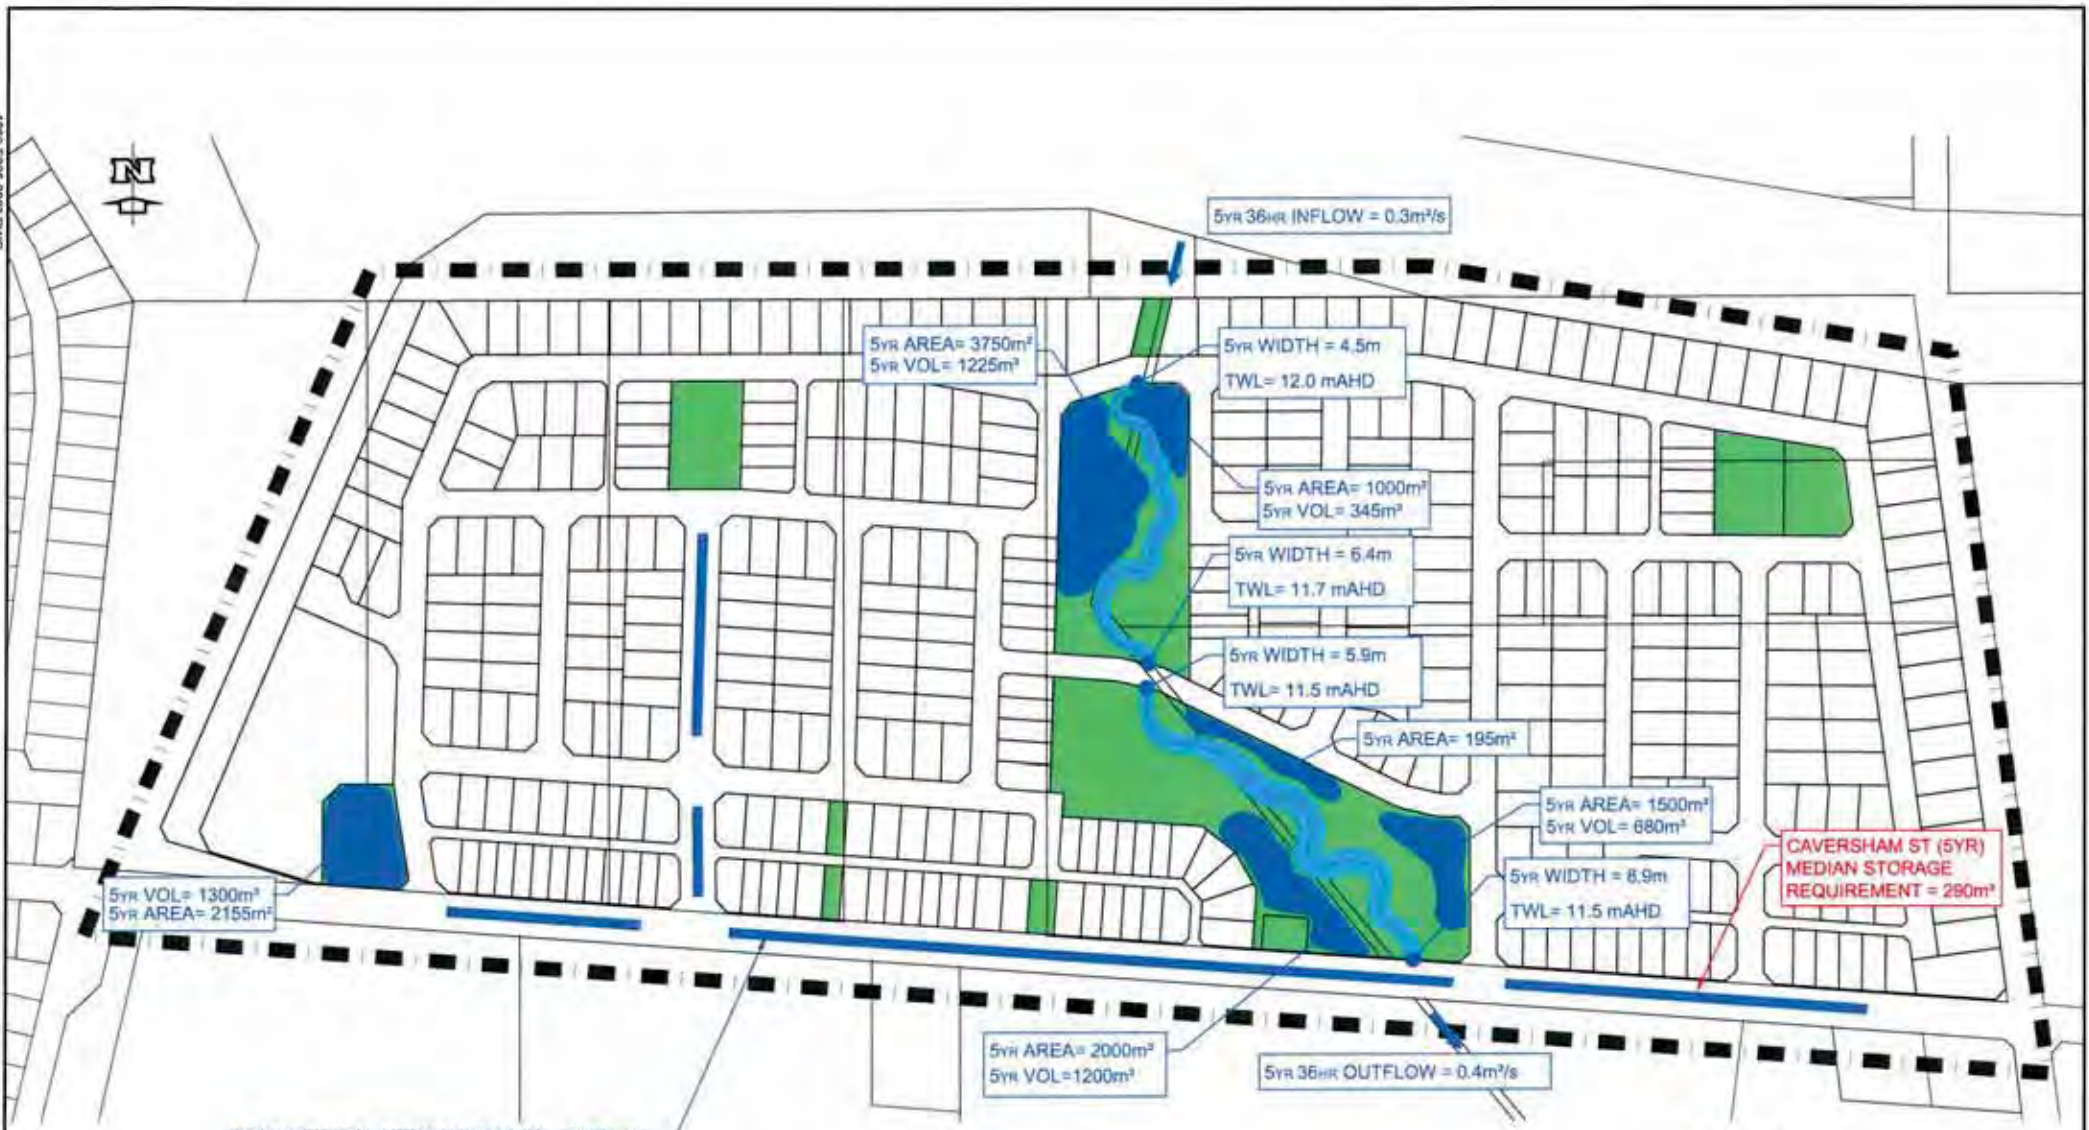 N
5YR 36HR INFLOW = 0.3m³/s
5YR AREA= 3750m²
5YR VOL= 1225m³
5YR WIDTH = 4.5m
TWL= 12.0 mAHD
5YR AREA= 1000m²
5YR VOL= 345m³
5YR WIDTH = 6.4m
TWL= 11.7 mAHD
5YR WIDTH = 5.9m
TWL= 11.5 mAHD
5YR AREA= 195m²
5YR AREA= 1500m²
5YR VOL= 680m³
CAVERSHAM ST (5YR)
MEDIAN STORAGE
REQUIREMENT = 290m³
5YR WIDTH = 8.9m
TWL= 11.5 mAHD
5YR VOL= 1300m³
5YR AREA= 2155m²
5YR AREA= 2000m²
5YR VOL=1200m³
5YR 36HR OUTFLOW = 0.4m³/s